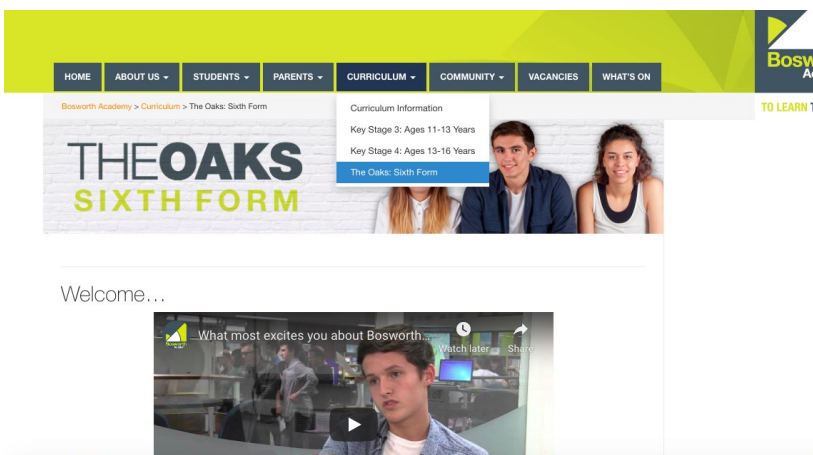 Bosw
A
HOME ABOUT US STUDENTS PARENTS CURRICULUM COMMUNITY VACANCIES WHAT'S ON
TO LEARN T
Bosworth Academy > Curriculum > The Oaks: Sixth Form
Curriculum Information
Key Stage 3: Ages 11-13 Years
Key Stage 4: Ages 13-16 Years
The Oaks: Sixth Form
THEOAKS
SIXTH FORM
Welcome...
What most excites you about Bosworth...
Watch later Share